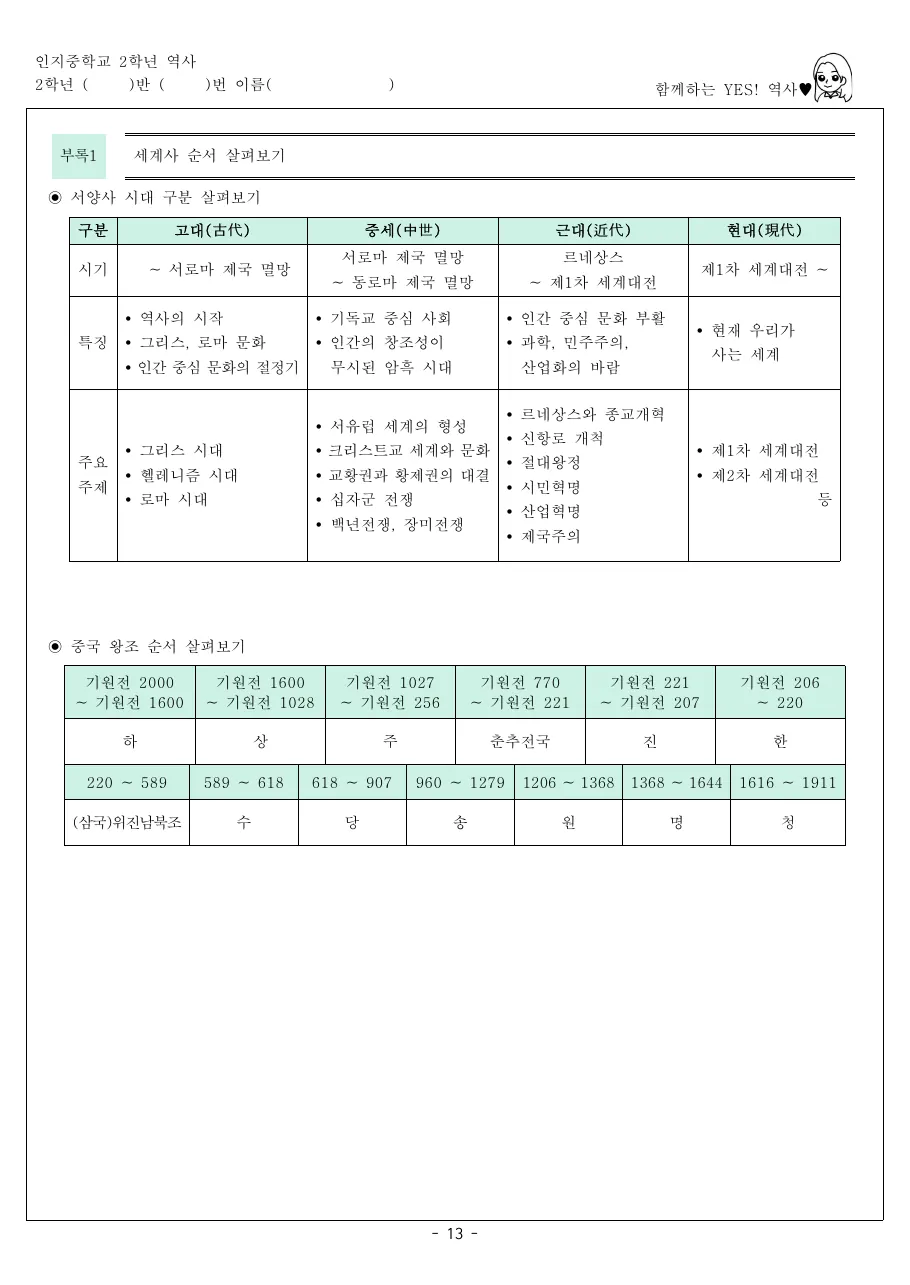 인지중학교 2학년 역사
2학년 (      )반 (      )번 이름(                )
함께하는 YES! 역사♥
부록1
세계사 순서 살펴보기
◉ 서양사 시대 구분 살펴보기
구분 고대(古代) 중세(中世) 근대(近代) 현대(現代)
시기
~ 서로마 제국 멸망
서로마 제국 멸망
~ 동로마 제국 멸망
르네상스
~ 제1차 세계대전
제1차 세계대전 ~
특징
• 역사의 시작
• 그리스, 로마 문화
• 인간 중심 문화의 절정기
• 기독교 중심 사회
• 인간의 창조성이
무시된 암흑 시대
• 인간 중심 문화 부활
• 과학, 민주주의,
산업화의 바람
• 현재 우리가
사는 세계
주요
주제
• 그리스 시대
• 헬레니즘 시대
• 로마 시대
• 서유럽 세계의 형성
• 크리스트교 세계와 문화
• 교황권과 황제권의 대결
• 십자군 전쟁
• 백년전쟁, 장미전쟁
• 르네상스와 종교개혁
• 신항로 개척
• 절대왕정
• 시민혁명
• 산업혁명
• 제국주의
• 제1차 세계대전
• 제2차 세계대전
등
◉ 중국 왕조 순서 살펴보기
기원전 2000
~ 기원전 1600
기원전 1600
~ 기원전 1028
기원전 1027
~ 기원전 256
기원전 770
~ 기원전 221
기원전 221
~ 기원전 207
기원전 206
~ 220
하 상 주 춘추전국 진 한
220 ~ 589 589 ~ 618 618 ~ 907 960 ~ 1279 1206 ~ 1368 1368 ~ 1644 1616 ~ 1911
(삼국)위진남북조 수 당 송 원 명 청
- 13 -